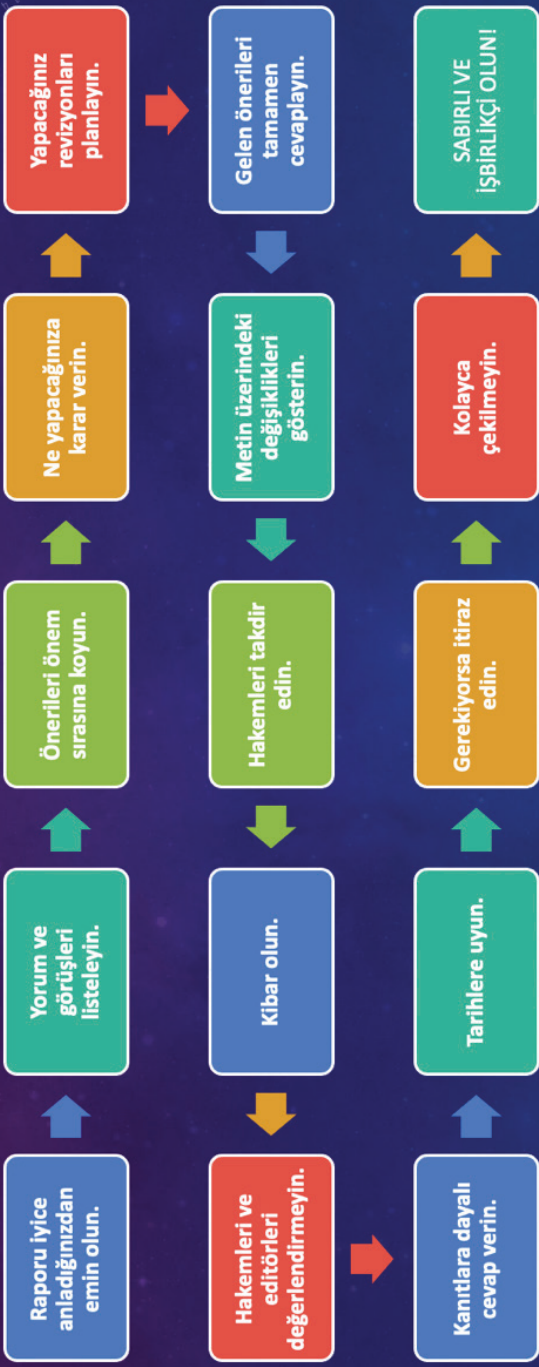 Raporu iyice
anladığınızdan
emin olun.
Yorum ve
görüşleri
listeleyin.
Önerileri önem
sırasına koyun.
Ne yapacağınıza
karar verin.
Yapacağınız
revizyonları
planlayın.
Gelen önerileri
tamamen
cevaplayın.
Metin üzerindeki
değişiklikleri
gösterin.
Hakemleri takdir
edin.
Kibar olun.
Hakemleri ve
editörleri
değerlendirmeyin.
Kanıtlara dayalı
cevap verin.
Tarihlere uyun.
Gerekiyorsa itiraz
edin.
Kolayca
çekilmeyin.
SABIRLI VE
İŞBİRLİKÇİ OLUN!